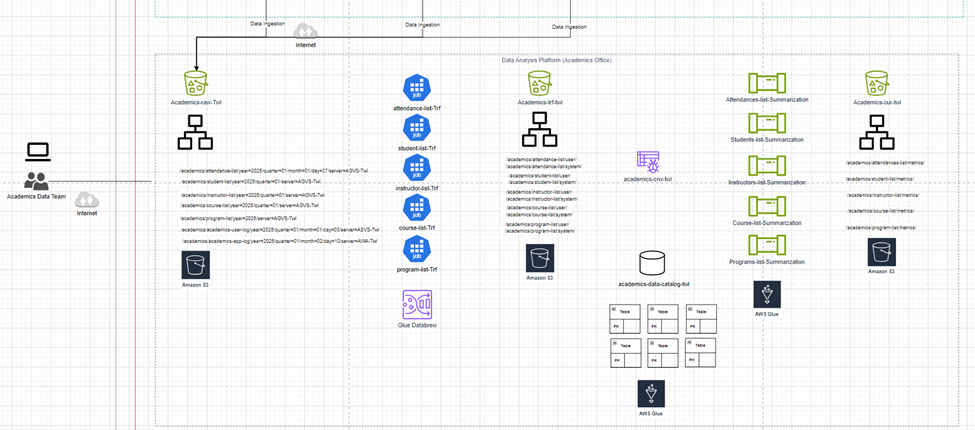 Data Ingestion
Data Ingestion
Data Ingestion
Internet
Data Analysis Platform (Academics Office)
Academics-raw-Twl
attendance-list-Trf
student-list-Trf
instructor-list-Trf
course-list-Trf
program-list-Trf
Glue Databrew
Academics-trf-twl
academics-cnv-twl
Attendances-list-Summarization
Students-list-Summarization
Instructors-list-Summarization
Course-list-Summarization
Programs-list-Summarization
AWS Glue
Academics-cur-twl
Academics Data Team
Internet
/academics/attendance-list/year=2025/quarter=01/month=01/day=27/server=AGVS-Twl
/academics/student-list/year=2025/quarter=01/server=AGVS-Twl
/academics/instructor-list/year=2025/quarter=01/server=AGVS-Twl
/academics/course-list/year=2025/quarter=01/server=AGVS-Twl
/academics/program-list/year=2025/server=AGVS-Twl
/academics/academics-user-log/year=2025/quarter=01/month=01/day=03/server=ASVS-Twl
/academics/academics-app-log/year=2025/quarter=01/month=02/day=10/server=AWA-Twl
Amazon S3
/academics/attendance-list/user/
/academics/attendance-list/system/
/academics/student-list/user/
/academics/student-list/system/
/academics/instructor-list/user/
/academics/instructor-list/system/
/academics/course-list/user/
/academics/course-list/system/
/academics/program-list/user/
/academics/program-list/system/
Amazon S3
academics-data-catalog-twl
Table
PK
Table
PK
Table
PK
Table
PK
Table
PK
Table
PK
AWS Glue
/academics/attendances-list/metrics/
/academics/student-list/metrics/
/academics/instructor-list/metrics/
/academics/course-list/metrics/
/academics/program-list/metrics/
Amazon S3